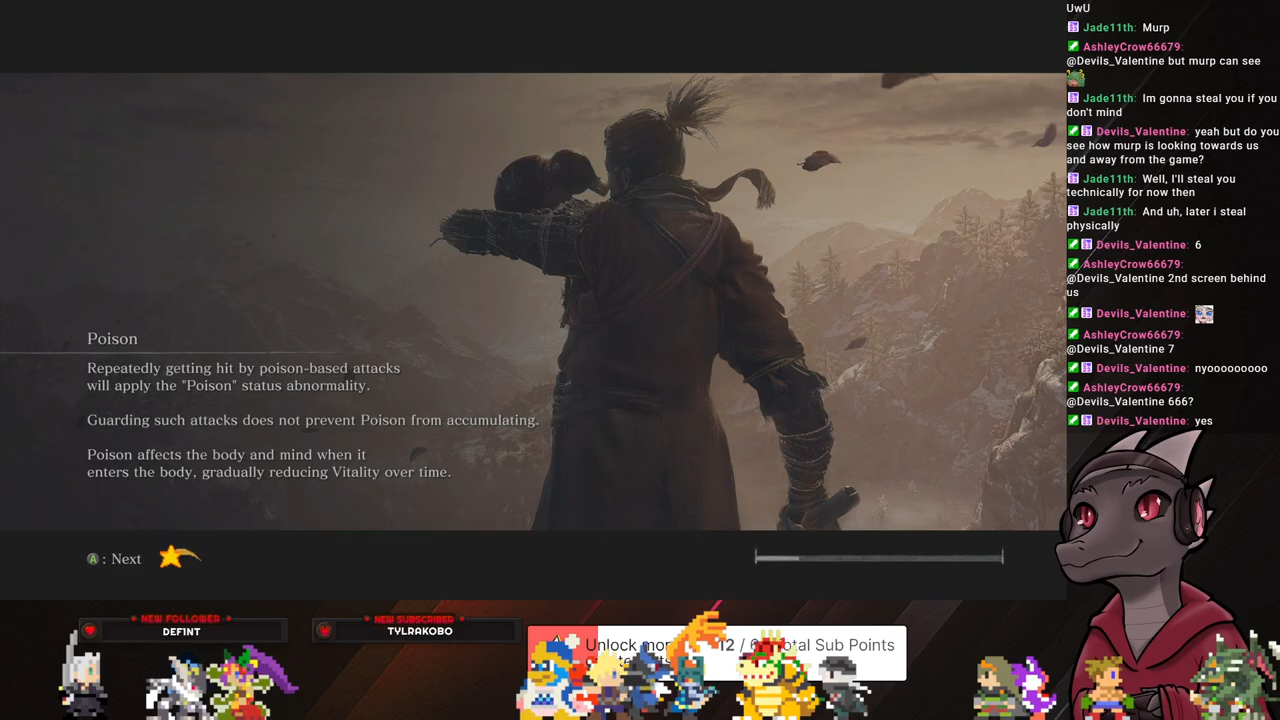 Poison
Repeatedly getting hit by poison-based attacks
will apply the "Poison" status abnormality.
Guarding such attacks does not prevent Poison from accumulating.
Poison affects the body and mind when it
enters the body, gradually reducing Vitality over time.
A : Next
UwU
Jade11th: Murp
AshleyCrow66679:
@Devils_Valentine but murp can see
Jade11th: Im gonna steal you if you
don't mind
Devils_Valentine: yeah but do you
see how murp is looking towards us
and away from the game?
Jade11th: Well, I'll steal you
technically for now then
Jade11th: And uh, later i steal
physically
Devils_Valentine: 6
AshleyCrow66679:
@Devils_Valentine 2nd screen behind
us
Devils_Valentine:
AshleyCrow66679:
@Devils_Valentine 7
Devils_Valentine: nyooooooooo
AshleyCrow66679:
@Devils_Valentine 666?
Devils_Valentine: yes
NEW FOLLOWER
DEF1NT
NEW SUBSCRIBER
TYLRAKOBO
Unlock 12 / Sub Points